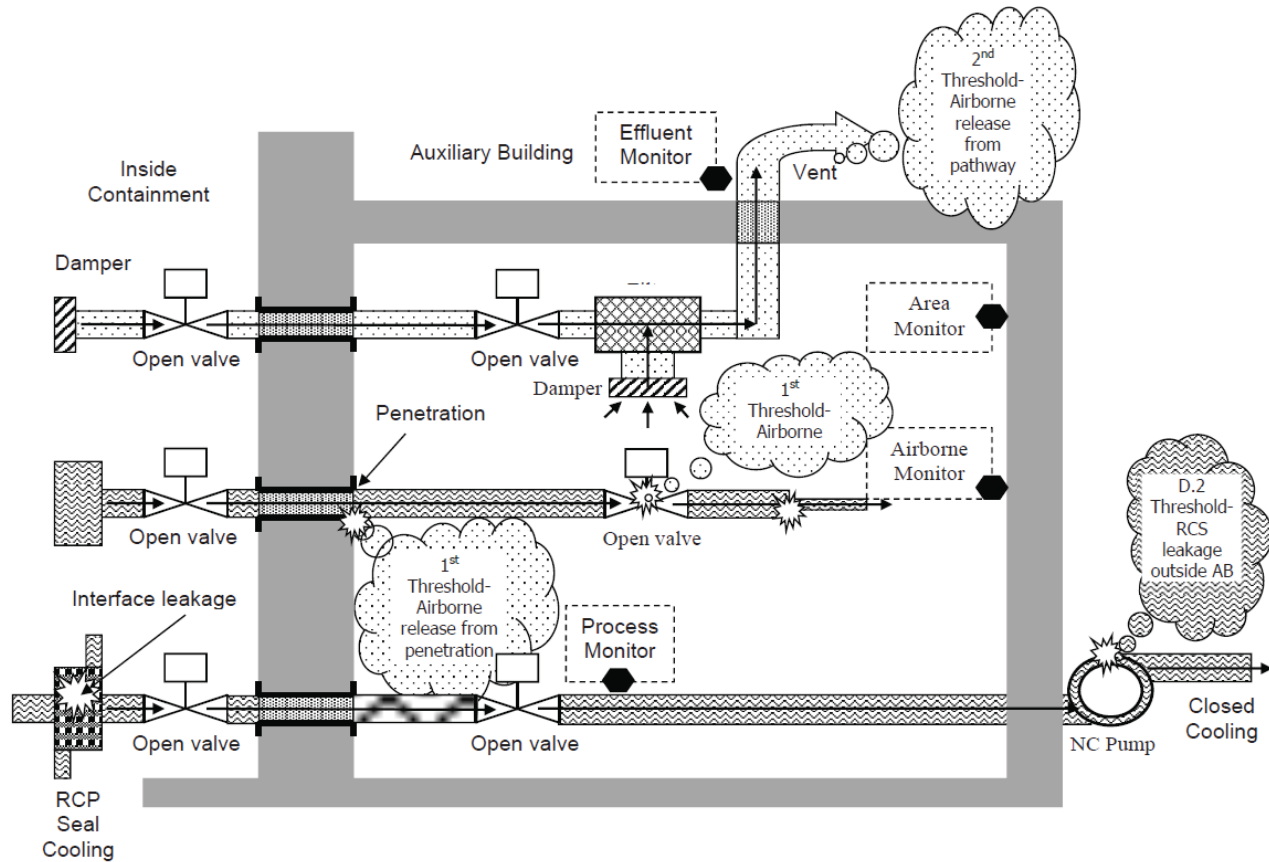 2nd
Threshold-
Airborne
release
from
pathway
Effluent
Monitor
Auxiliary Building
Vent
Inside
Containment
Damper
Open valve
Open valve
Area
Monitor
Damper
1st
Threshold-
Airborne
Penetration
Airborne
Monitor
Open valve
Open valve
D.2
Threshold-
RCS
leakage
outside AB
1st
Threshold-
Airborne
release from
penetration
Interface leakage
Process
Monitor
Open valve
Open valve
NC Pump
Closed
Cooling
RCP
Seal
Cooling